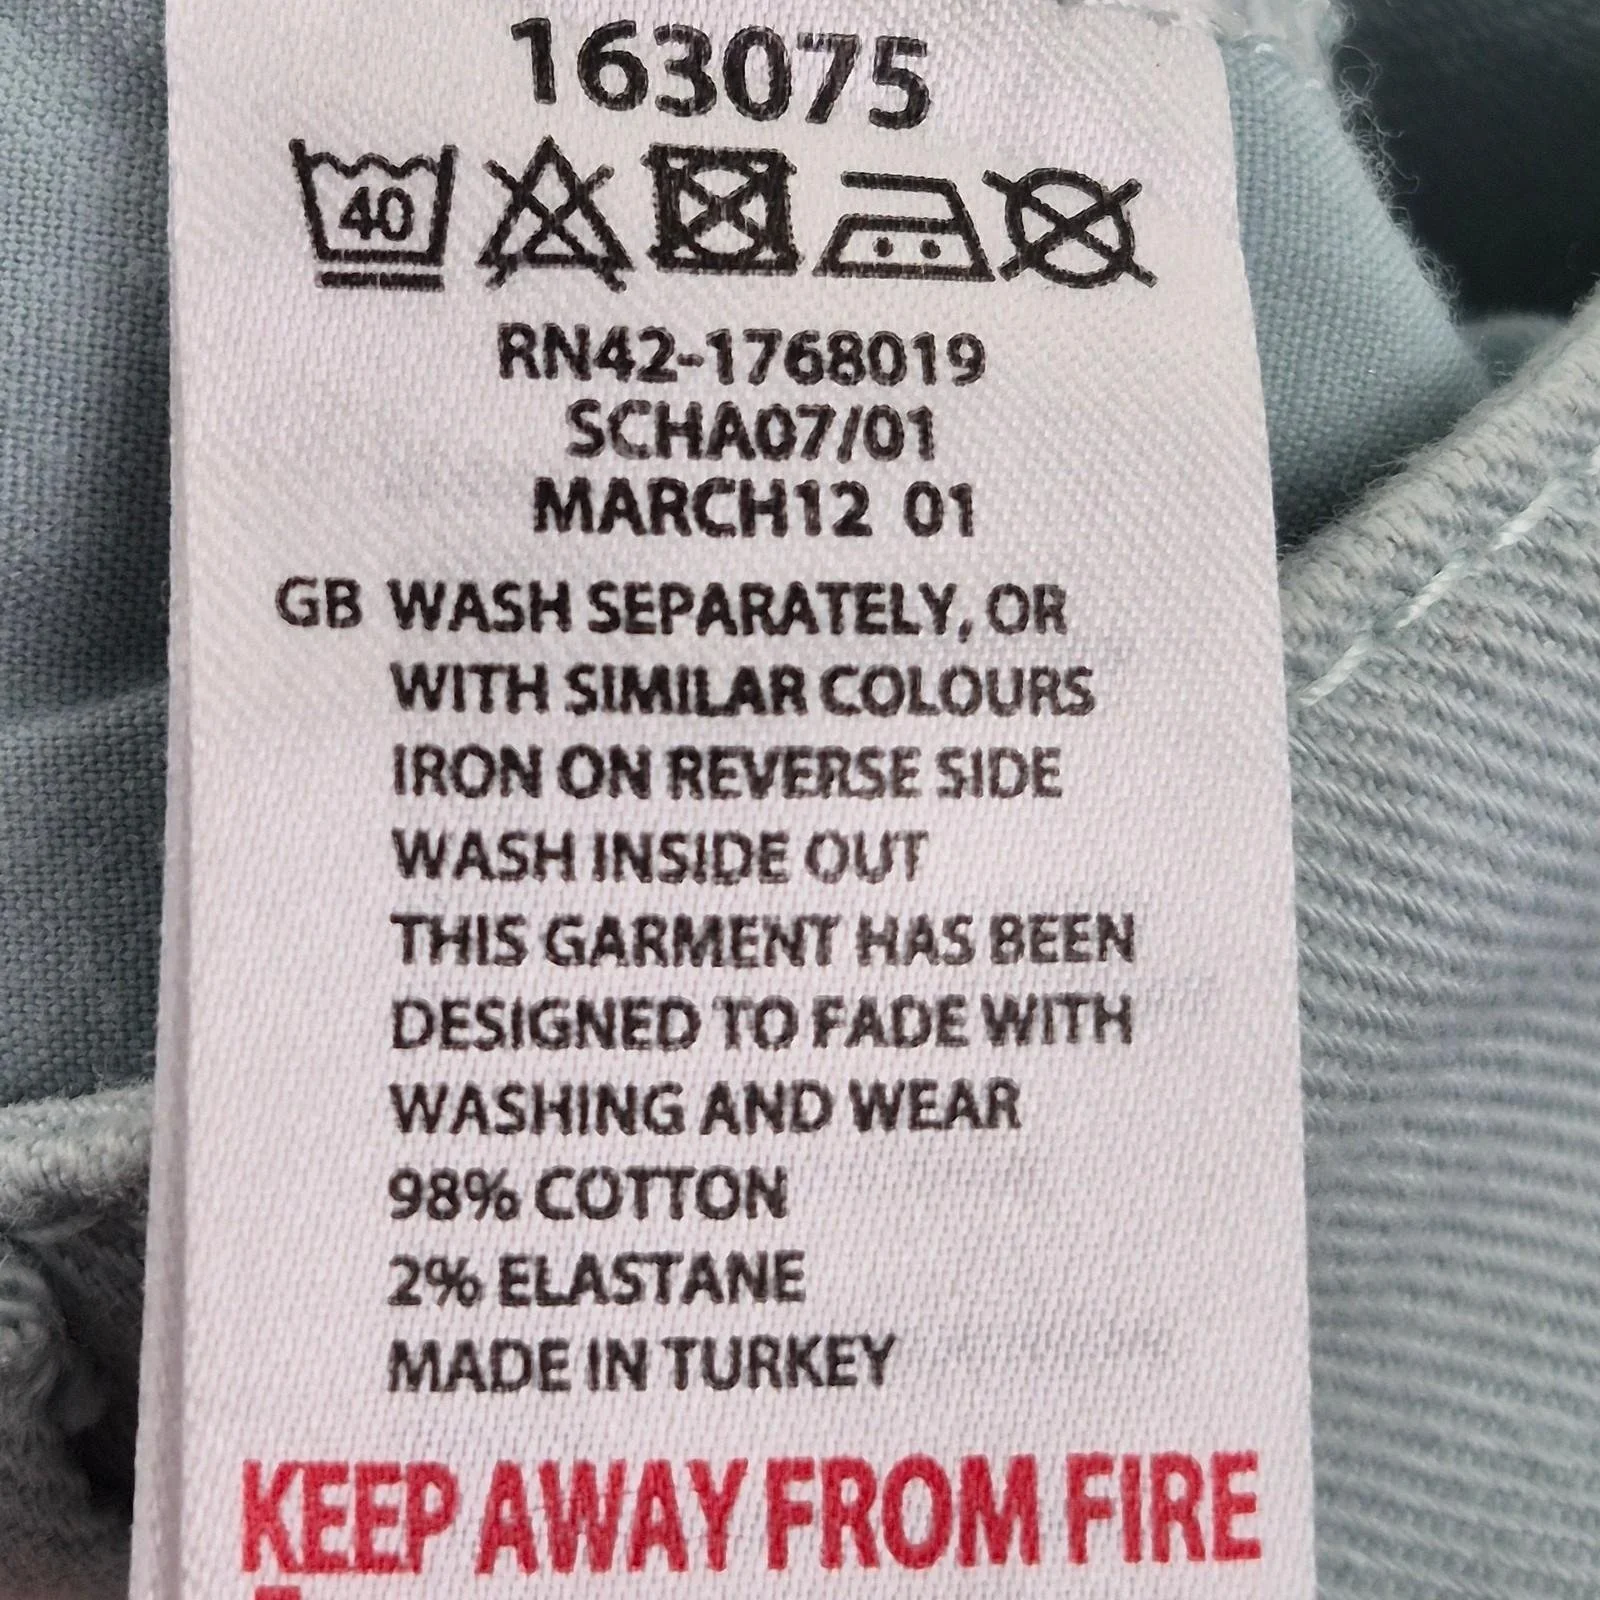 163075
40
RN42-1768019
SCHA07/01
MARCH12 01
GB WASH SEPARATELY, OR
WITH SIMILAR COLOURS
IRON ON REVERSE SIDE
WASH INSIDE OUT
THIS GARMENT HAS BEEN
DESIGNED TO FADE WITH
WASHING AND WEAR
98% COTTON
2% ELASTANE
MADE IN TURKEY
KEEP AWAY FROM FIRE